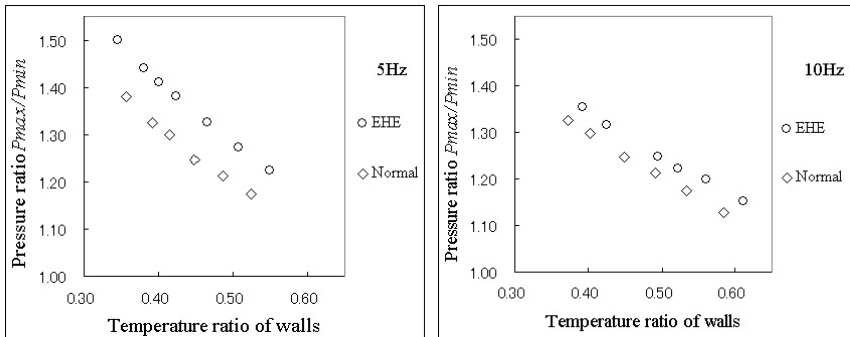 1.50
1.40
1.30
1.20
1.10
1.00
0.30 0.40 0.50 0.60
Pressure ratio Pmax/Pmin
Temperature ratio of walls
5Hz
EHE
Normal
1.50
1.40
1.30
1.20
1.10
1.00
0.30 0.40 0.50 0.60
Pressure ratio Pmax/Pmin
Temperature ratio of walls
10Hz
EHE
Normal